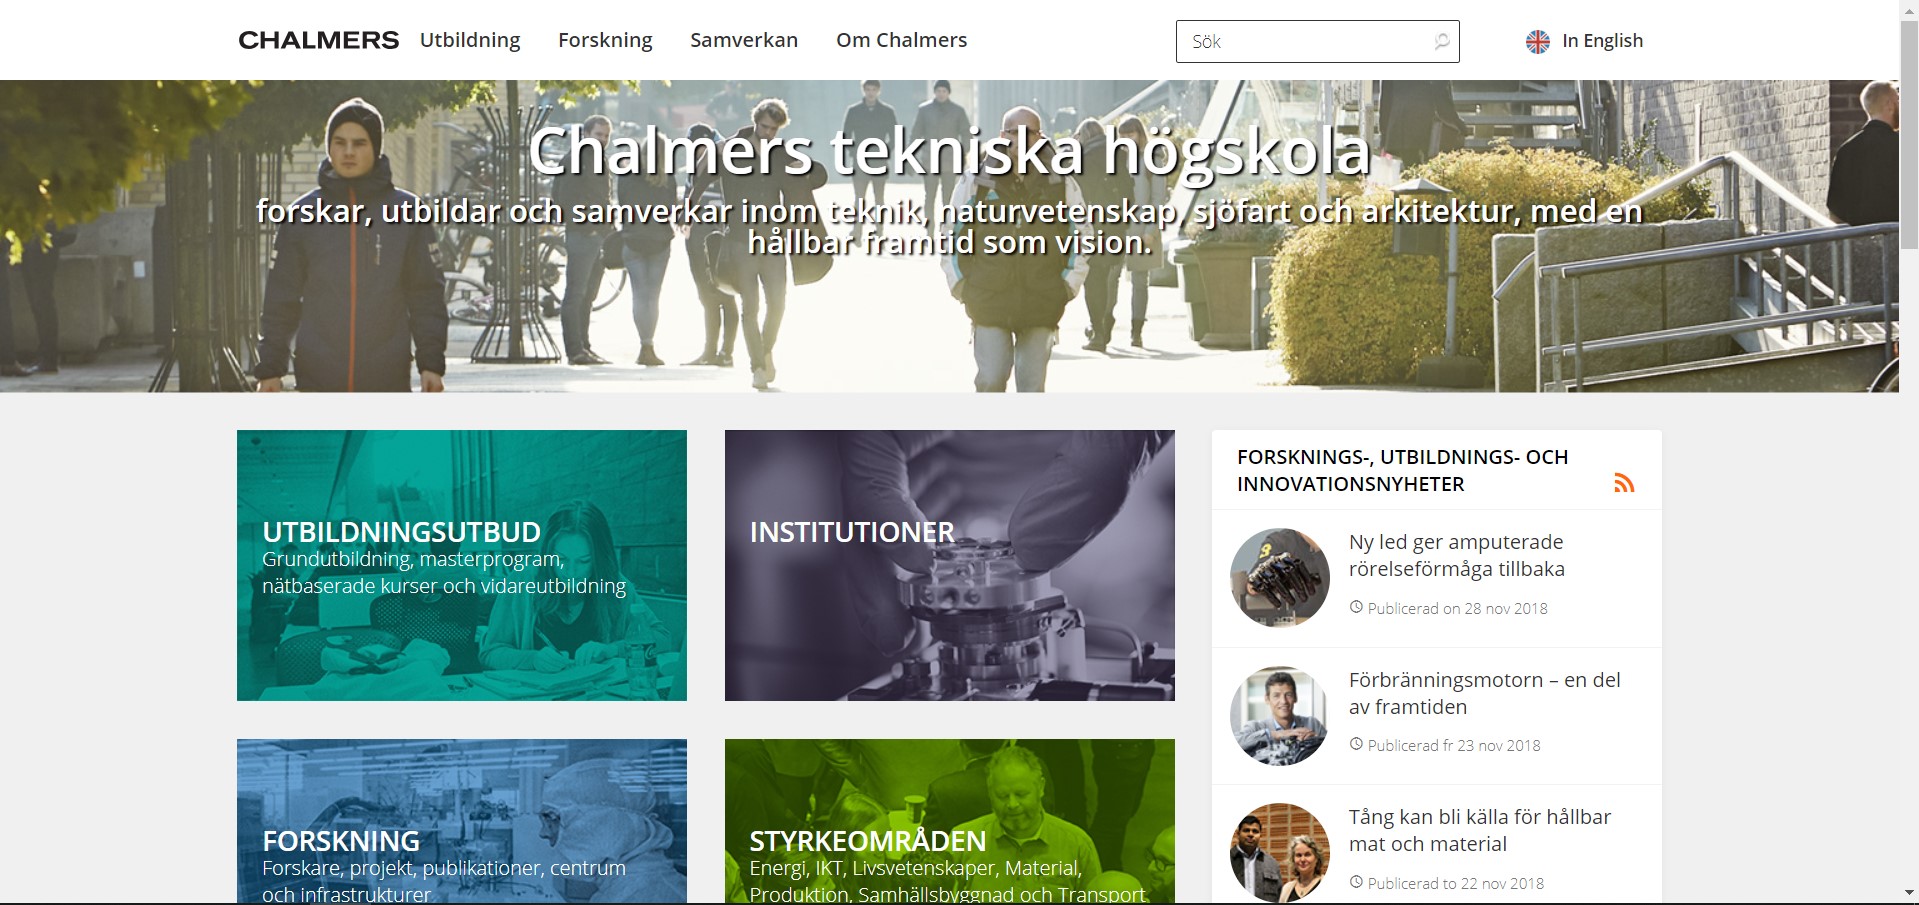 CHALMERS
Utbildning
Forskning
Samverkan
Om Chalmers
Sök
In English
Chalmers tekniska högskola
forskar, utbildar och samverkar inom teknik, naturvetenskap, sjöfart och arkitektur, med en
hållbar framtid som vision.
UTBILDNINGSUTBUD
Grundutbildning, masterprogram,
nätbaserade kurser och vidareutbildning
INSTITUTIONER
FORSKNING
Forskare, projekt, publikationer, centrum
och infrastrukturer
STYRKEOMRÅDEN
Energi, IKT, Livsvetenskaper, Material,
Produktion, Samhällsbyggnad och Transport
FORSKNINGS-, UTBILDNINGS- OCH
INNOVATIONSNYHETER
Ny led ger amputerade
rörelseförmåga tillbaka
Publicerad on 28 nov 2018
Förbränningsmotorn – en del
av framtiden
Publicerad fr 23 nov 2018
Tång kan bli källa för hållbar
mat och material
Publicerad to 22 nov 2018